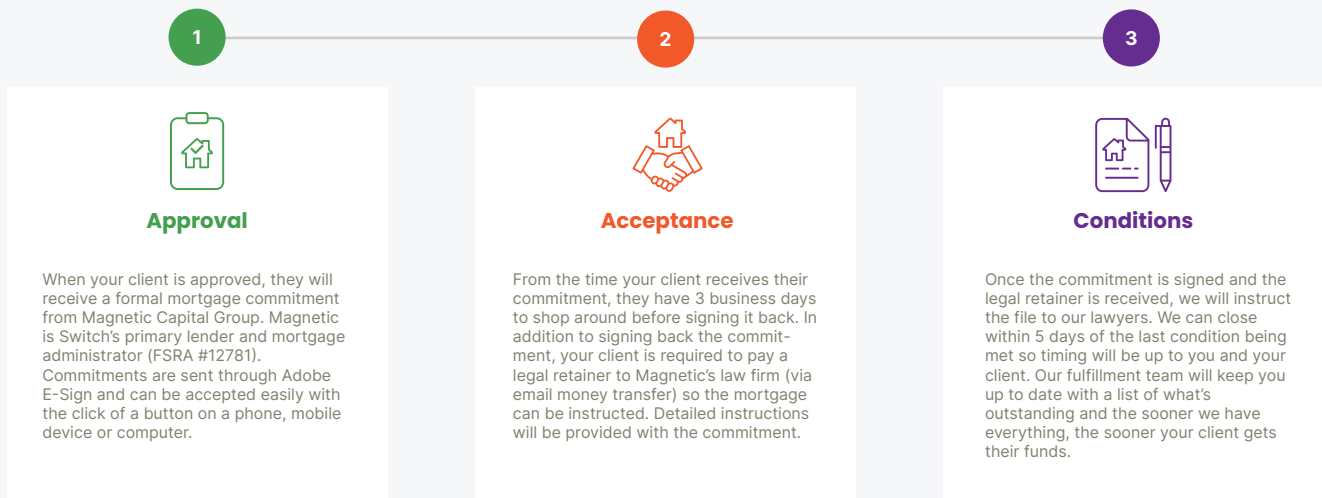 1
2
3
Approval
When your client is approved, they will
receive a formal mortgage commitment
from Magnetic Capital Group. Magnetic
is Switch's primary lender and mortgage
administrator (FSRA #12781).
Commitments are sent through Adobe
E-Sign and can be accepted easily with
the click of a button on a phone, mobile
device or computer.
Acceptance
From the time your client receives their
commitment, they have 3 business days
to shop around before signing it back. In
addition to signing back the commit-
ment, your client is required to pay a
legal retainer to Magnetic's law firm (via
email money transfer) so the mortgage
can be instructed. Detailed instructions
will be provided with the commitment.
Conditions
Once the commitment is signed and the
legal retainer is received, we will instruct
the file to our lawyers. We can close
within 5 days of the last condition being
met so timing will be up to you and your
client. Our fulfillment team will keep you
up to date with a list of what's
outstanding and the sooner we have
everything, the sooner your client gets
their funds.